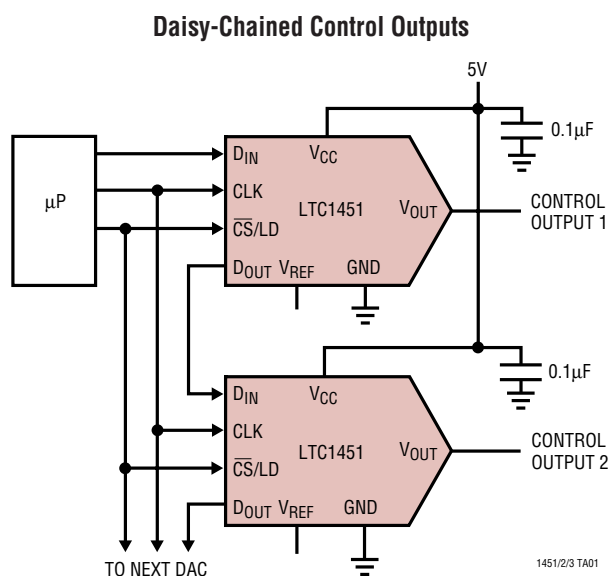 Daisy-Chained Control Outputs
5V
0.1µF
µP
DIN
VCC
CLK
LTC1451
VOUT
CONTROL
OUTPUT 1
CS/LD
DOUT VREF
GND
0.1µF
DIN
VCC
CLK
LTC1451
VOUT
CONTROL
OUTPUT 2
CS/LD
DOUT VREF
GND
TO NEXT DAC
1451/2/3 TA01